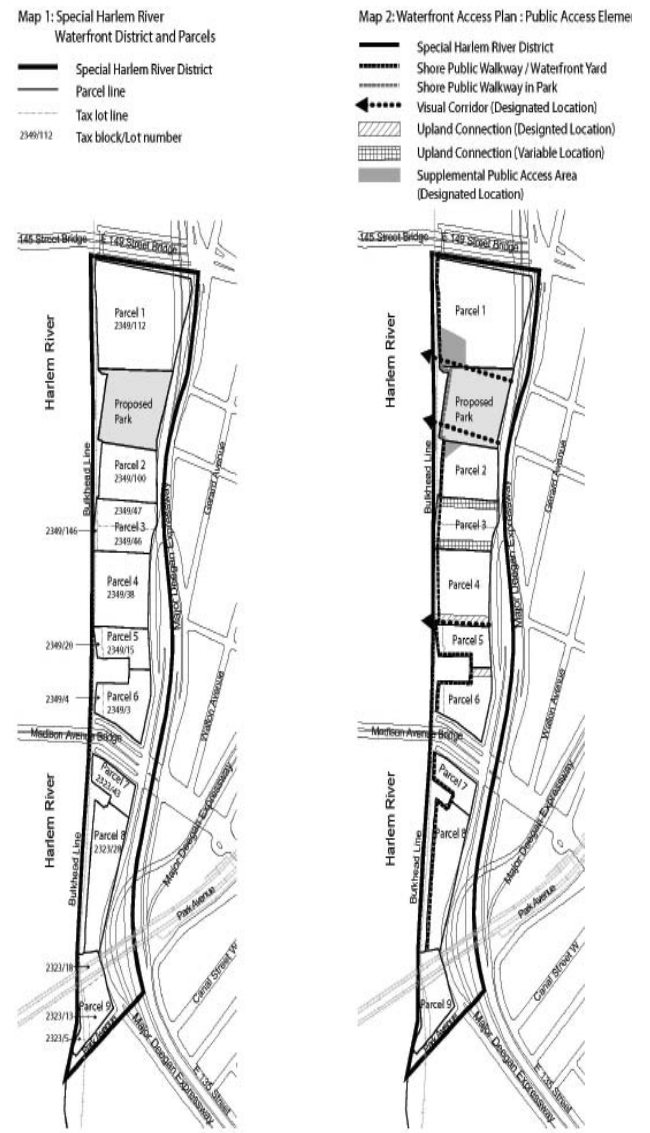 Map 1: Special Harlem River
Waterfront District and Parcels
Special Harlem River District
Parcel line
Tax lot line
2349/112 Tax block/Lot number
145 Street Bridge
E 149 Street Bridge
Harlem River
Parcel 1
2349/112
Proposed
Park
Bulkhead Line
Parcel 2
2349/100
2349/47
Parcel 3
2349/46
2349/146
Parcel 4
2349/38
2349/20
Parcel 5
2349/15
2349/4
Parcel 6
2349/3
Major Deegan Expressway
Gerard Avenue
Walton Avenue
Madison Avenue Bridge
Harlem River
Parcel 7
2323/43
Parcel 8
2323/28
Bulkhead Line
Major Deegan Expressway
Park Avenue
Canal Street W
2323/18
Parcel 9
2323/13
2323/5
Park Avenue
Major Deegan Expressway
E 135 Street
Map 2: Waterfront Access Plan : Public Access Eleme
Special Harlem River District
Shore Public Walkway / Waterfront Yard
Shore Public Walkway in Park
Visual Corridor (Designated Location)
Upland Connection (Designted Location)
Upland Connection (Variable Location)
Supplemental Public Access Area
(Designated Location)
145 Street Bridge
E 149 Street Bridge
Harlem River
Parcel 1
Proposed
Park
Bulkhead Line
Parcel 2
Parcel 3
Parcel 4
Parcel 5
Parcel 6
Major Deegan Expressway
Gerard Avenue
Walton Avenue
Madison Avenue Bridge
Harlem River
Parcel 7
Parcel 8
Bulkhead Line
Major Deegan Expressway
Park Avenue
Canal Street W
Parcel 9
Park Avenue
Major Deegan Expressway
E 135 Street